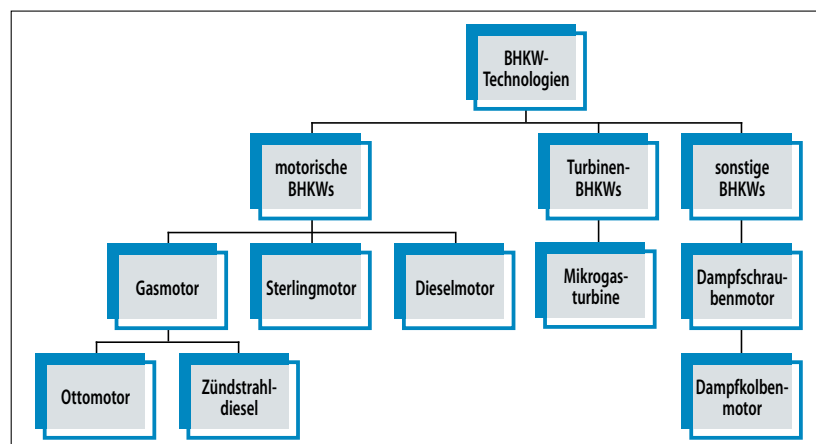 BHKW-
Technologien
motorische
BHKWs
Turbinen-
BHKWs
sonstige
BHKWs
Gasmotor
Sterlingmotor
Dieselmotor
Mikrogas-
turbine
Dampfschrau-
benmotor
Ottomotor
Zündstrahl-
diesel
Dampfkolben-
motor